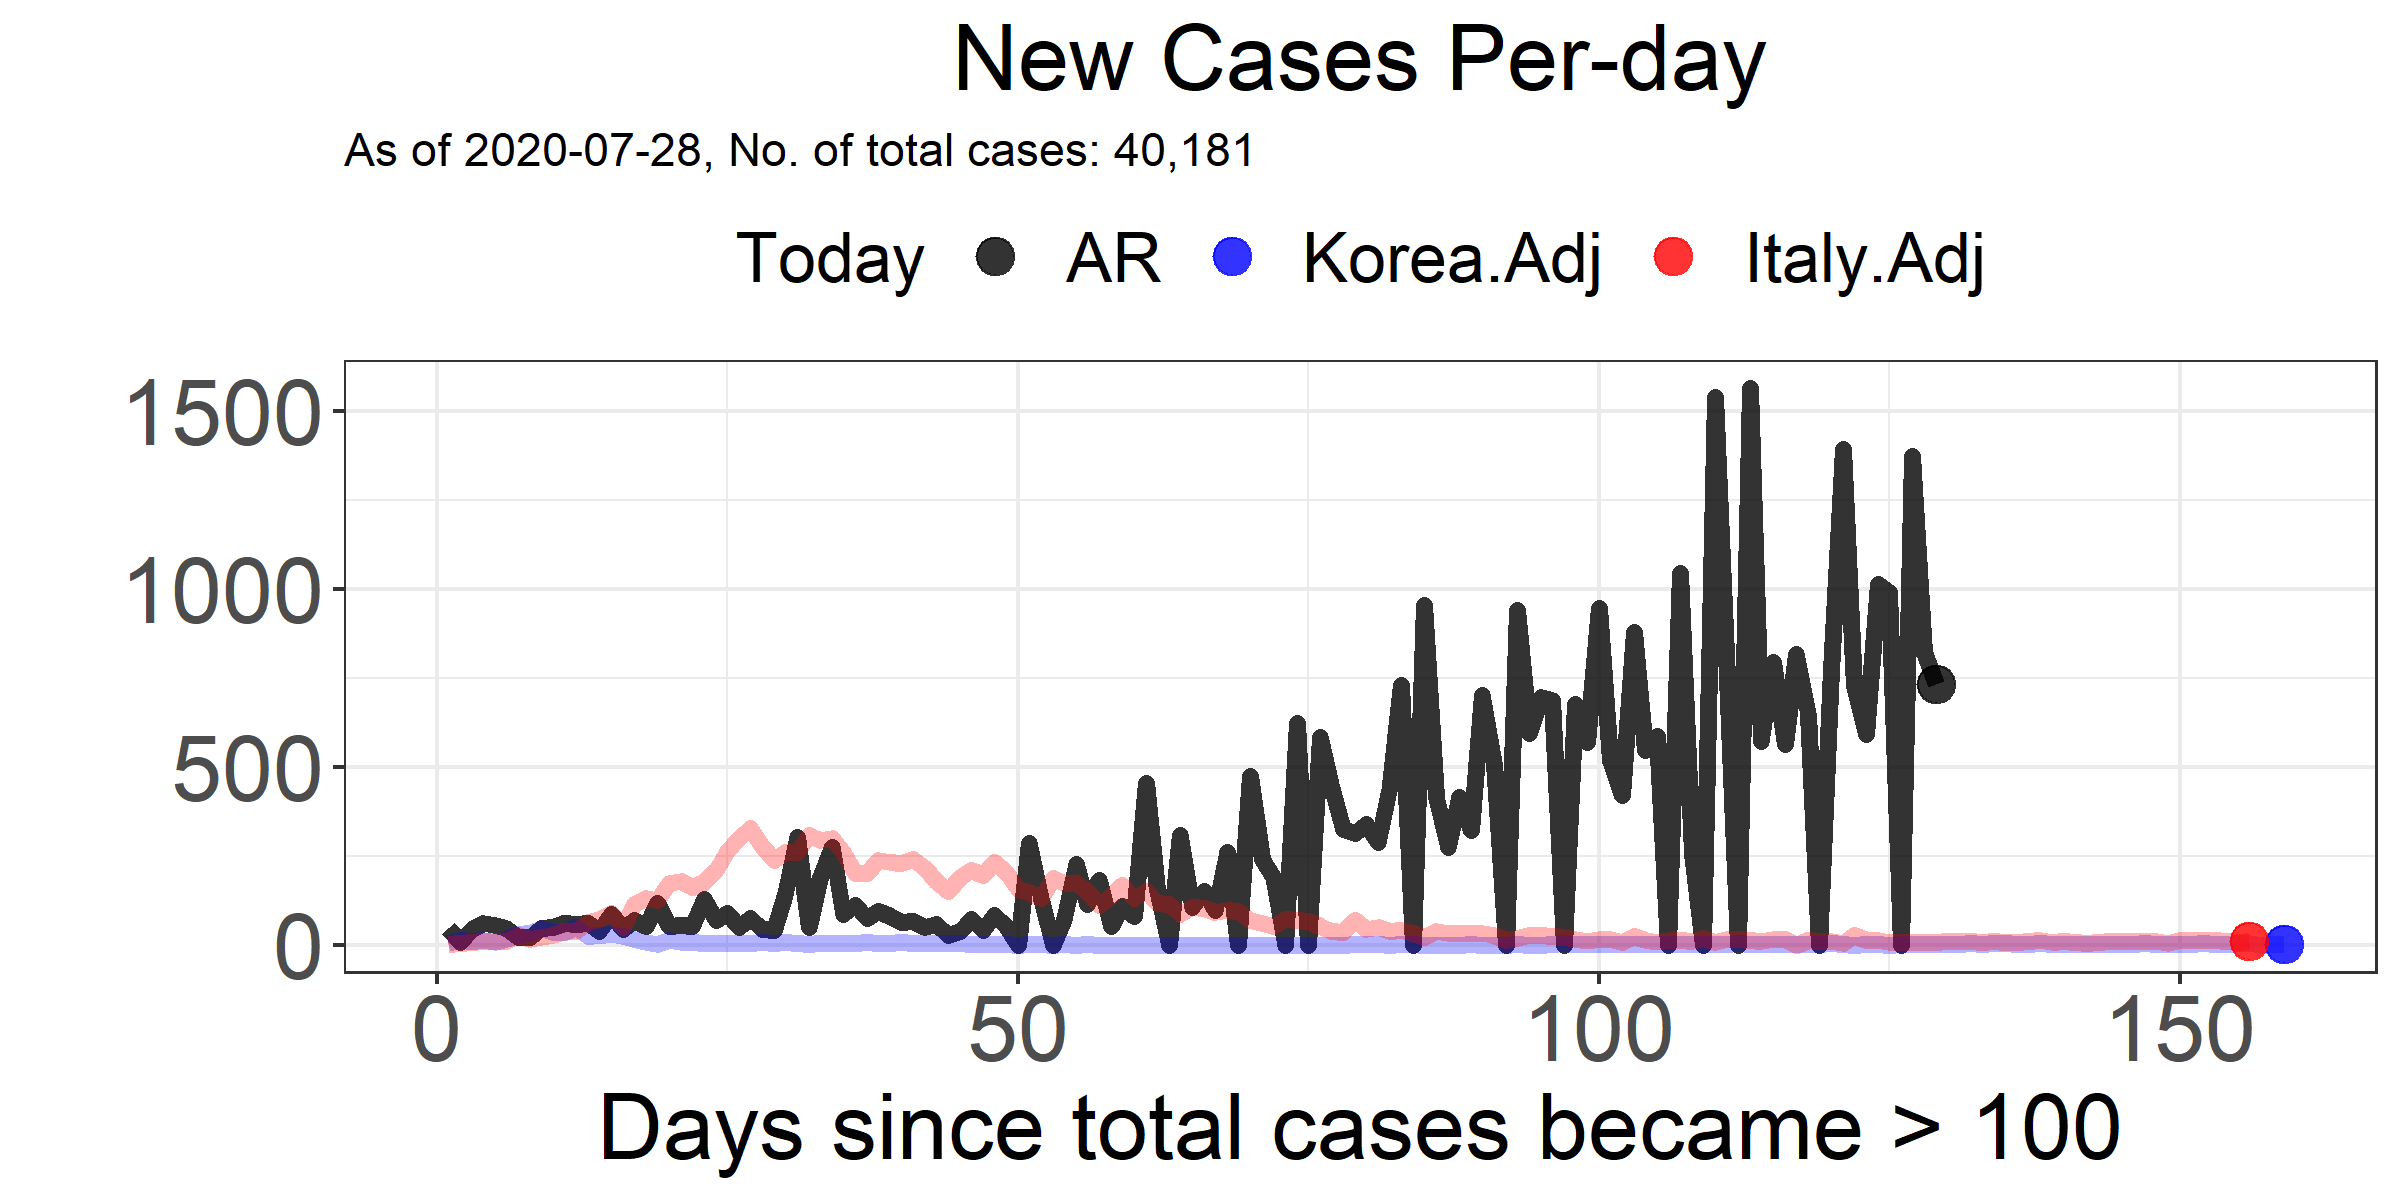 New Cases Per-day
As of 2020-07-28, No. of total cases: 40,181
Today AR Korea.Adj Italy.Adj
1500
1000
500
0
0 50 100 150
Days since total cases became > 100